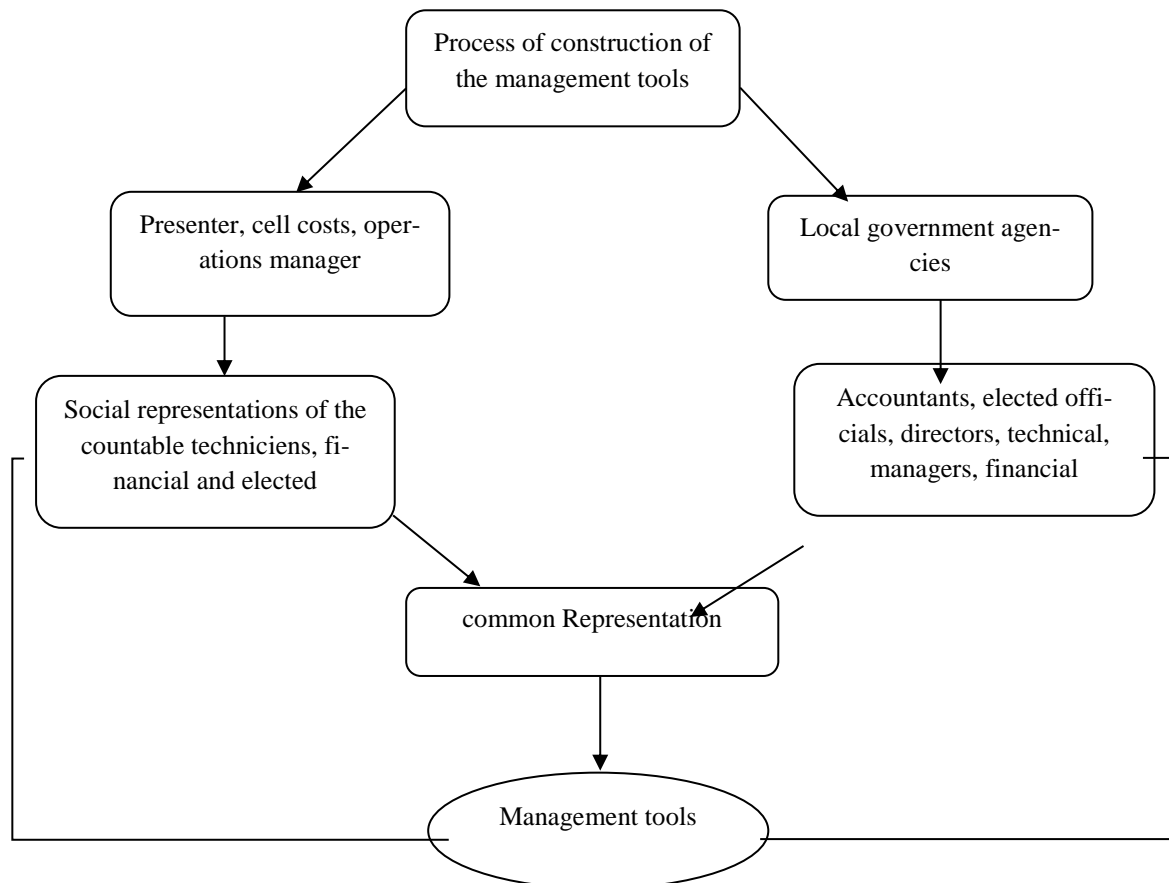 Process of construction of
the management tools
Presenter, cell costs, oper-
ations manager
Local government agen-
cies
Social representations of the
countable techniciens, fi-
nancial and elected
Accountants, elected offi-
cials, directors, technical,
managers, financial
common Representation
Management tools